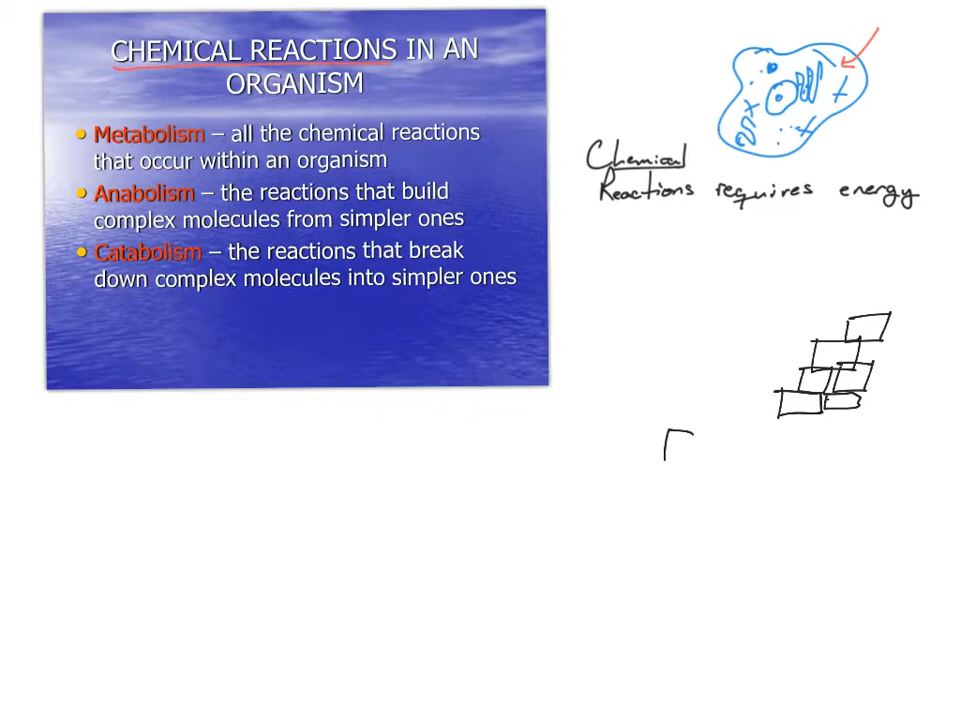 CHEMICAL REACTIONS IN AN
ORGANISM
• Metabolism – all the chemical reactions
that occur within an organism
• Anabolism – the reactions that build
complex molecules from simpler ones
• Catabolism – the reactions that break
down complex molecules into simpler ones
Chemical
Reactions requires energy